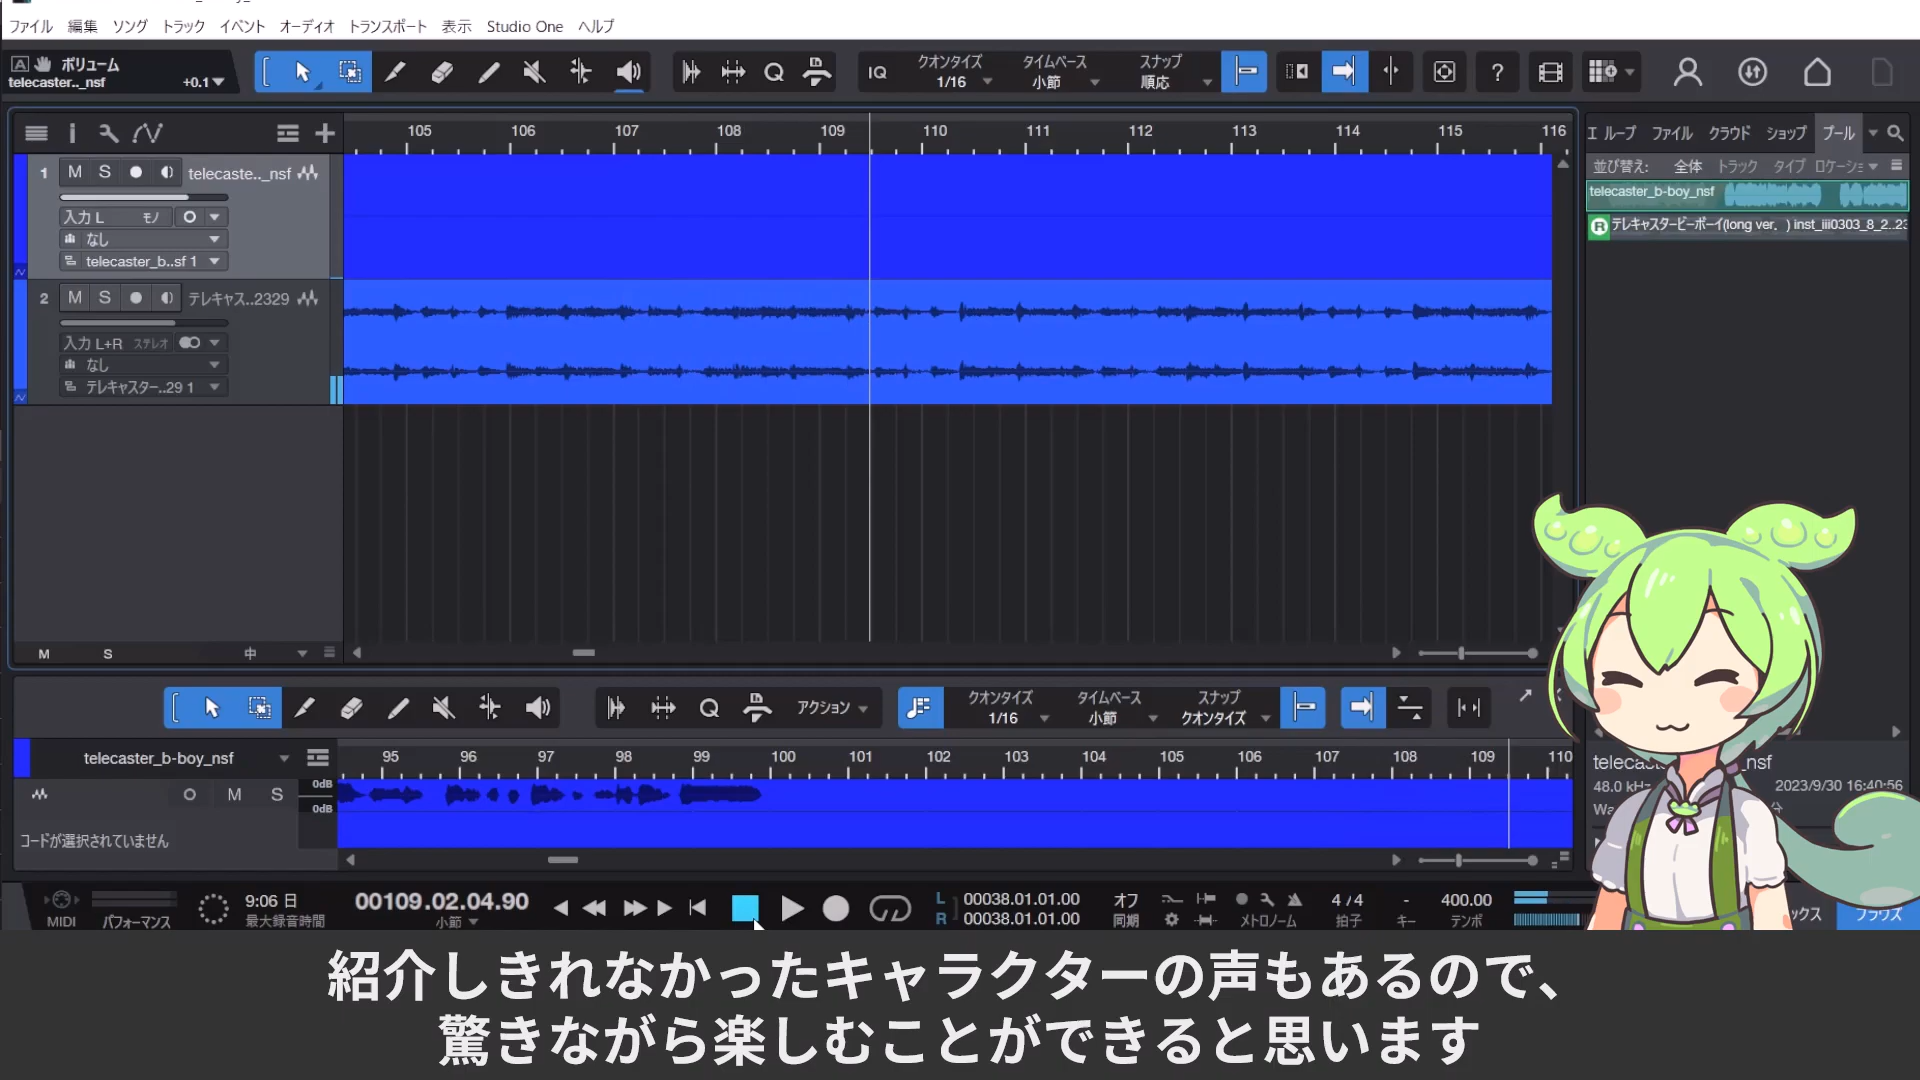 ファイル 編集 ソング トラック イベント オーディオ トランスポート 表示 Studio One ヘルプ
A ボリューム
telecaster.._nsf +0.1
IQ クオンタイズ 1/16 タイムベース 小節 スナップ 順応 ?
105 106 107 108 109 110 111 112 113 114 115 116
ループ ファイル クラウド ショップ プール
並び替え: 全体 トラック タイプ
1 M S telecaste.._nsf
入力 L モノ
なし
telecaster_b..sf 1
telecaster_b-boy_nsf
テレキャスタービーボーイ(long ver. ) inst_iii0303_8_2..23
2 M S テレキャス..2329
入力 L+R ステレオ
なし
テレキャスター..29 1
M S 中
アクション クオンタイズ 1/16 タイムベース 小節 スナップ クオンタイズ
telecaster_b-boy_nsf
95 96 97 98 99 100 101 102 103 104 105 106 107 108 109 110
M S
0dB
0dB
コードが選択されていません
48.0 kHz
2023/9/30 16:40:56
MIDI パフォーマンス
9:06 日
最大録音時間
00109.02.04.90
小節
L 00038.01.01.00
R 00038.01.01.00
オフ
同期
メトロノーム
4 / 4
拍子
-
キー
400.00
テンポ
ブラウズ
紹介しきれなかったキャラクターの声もあるので、
驚きながら楽しむことができると思います